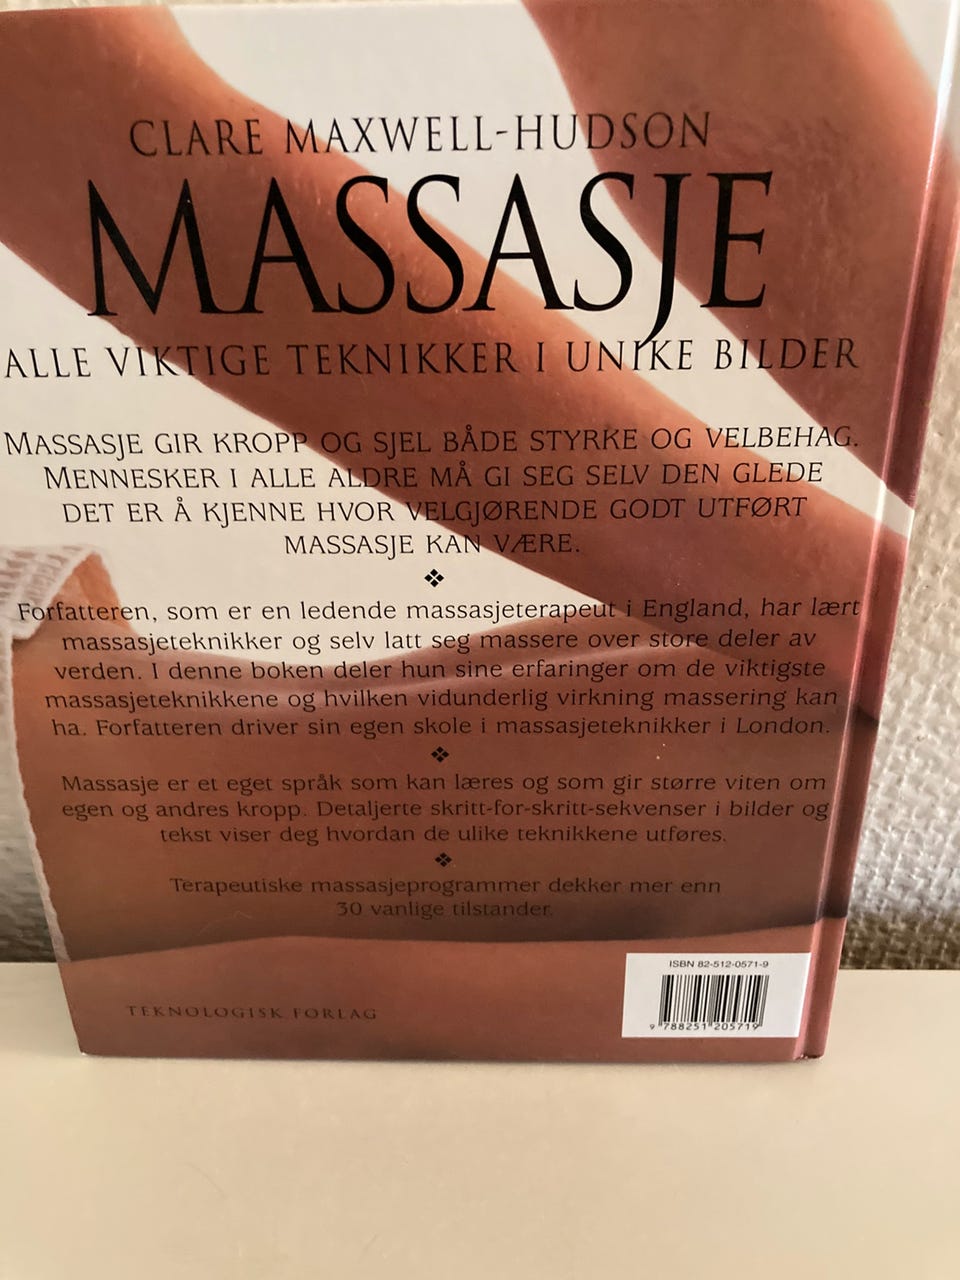 CLARE MAXWELL-HUDSON
MASSASJE
ALLE VIKTIGE TEKNIKKER I UNIKE BILDER
MASSASJE GIR KROPP OG SJEL BÅDE STYRKE OG VELBEHAG.
MENNESKER I ALLE ALDRE MÅ GI SEG SELV DEN GLEDE
DET ER Å KJENNE HVOR VELGJØRENDE GODT UTFØRT
MASSASJE KAN VÆRE.
Forfatteren, som er en ledende massasjeterapeut i England, har lært
massasjeteknikker og selv latt seg massere over store deler av
verden. I denne boken deler hun sine erfaringer om de viktigste
massasjeteknikkene og hvilken vidunderlig virkning massering kan
ha. Forfatteren driver sin egen skole i massasjeteknikker i London.
Massasje er et eget språk som kan læres og som gir større viten om
egen og andres kropp. Detaljerte skritt-for-skritt-sekvenser i bilder og
tekst viser deg hvordan de ulike teknikkene utføres.
Terapeutiske massasjeprogrammer dekker mer enn
30 vanlige tilstander.
ISBN 82-512-0571-9
9 788251 205719
TEKNOLOGISK FORLAG